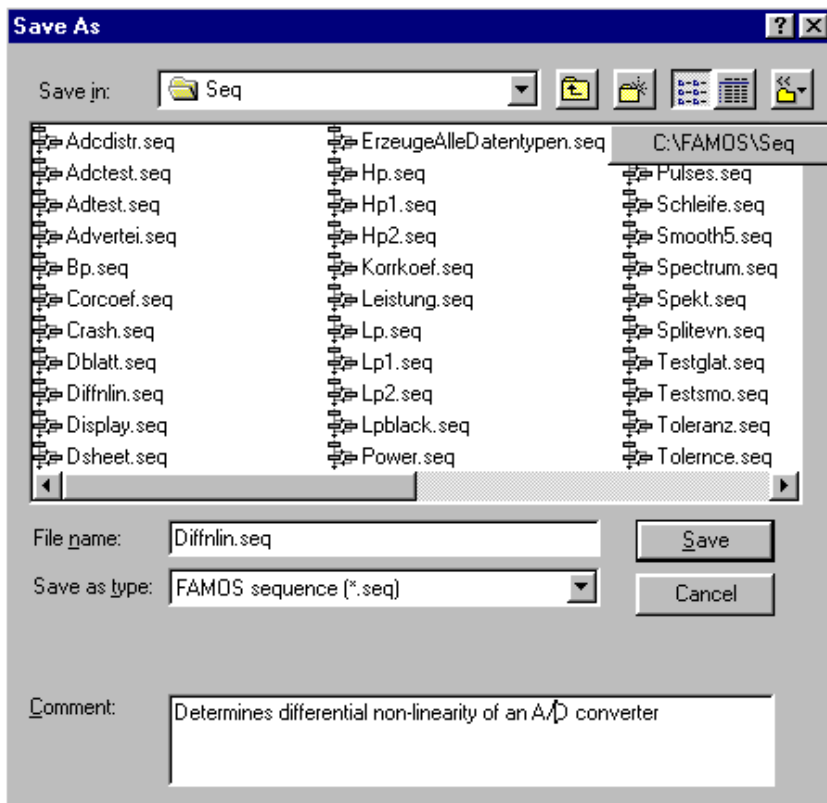 Save As
Save in:
Seq
C:\FAMOS\Seq
Adcdistr.seq
Adctest.seq
Adtest.seq
Advertei.seq
Bp.seq
Corcoef.seq
Crash.seq
Dblatt.seq
Diffnlin.seq
Display.seq
Dsheet.seq
ErzeugeAlleDatentypen.seq
Hp.seq
Hp1.seq
Hp2.seq
Korrkoef.seq
Leistung.seq
Lp.seq
Lp1.seq
Lp2.seq
Lpblack.seq
Power.seq
Pulses.seq
Schleife.seq
Smooth5.seq
Spectrum.seq
Spekt.seq
Splitevn.seq
Testglat.seq
Testsmo.seq
Toleranz.seq
Tolernce.seq
File name:
Diffnlin.seq
Save
Save as type:
FAMOS sequence (*.seq)
Cancel
Comment:
Determines differential non-linearity of an A/D converter